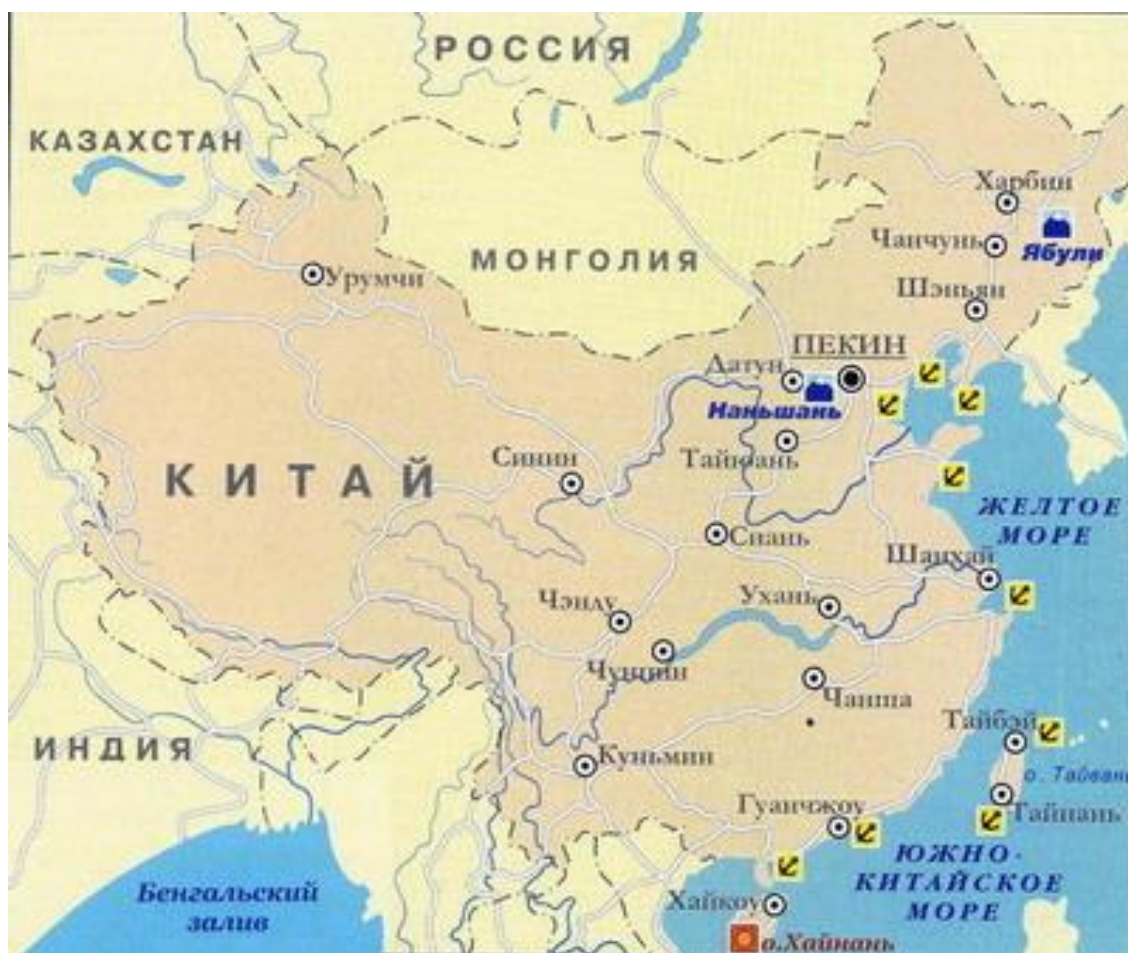 РОССИЯ
КАЗАХСТАН
Харбин
Чанчунь
Ябули
МОНГОЛИЯ
Урумчи
Шэньян
ПЕКИН
Датун
Наньшань
Тайюань
Синин
КИТАЙ
ЖЕЛТОЕ
МОРЕ
Сиань
Шанхай
Чэнду
Ухань
Чунцин
Чанша
Тайбэй
ИНДИЯ
Куньмин
о. Тайвань
Гуанчжоу
Тайнань
ЮЖНО-
КИТАЙСКОЕ
МОРЕ
Бенгальский
залив
Хайкоу
о.Хайнань